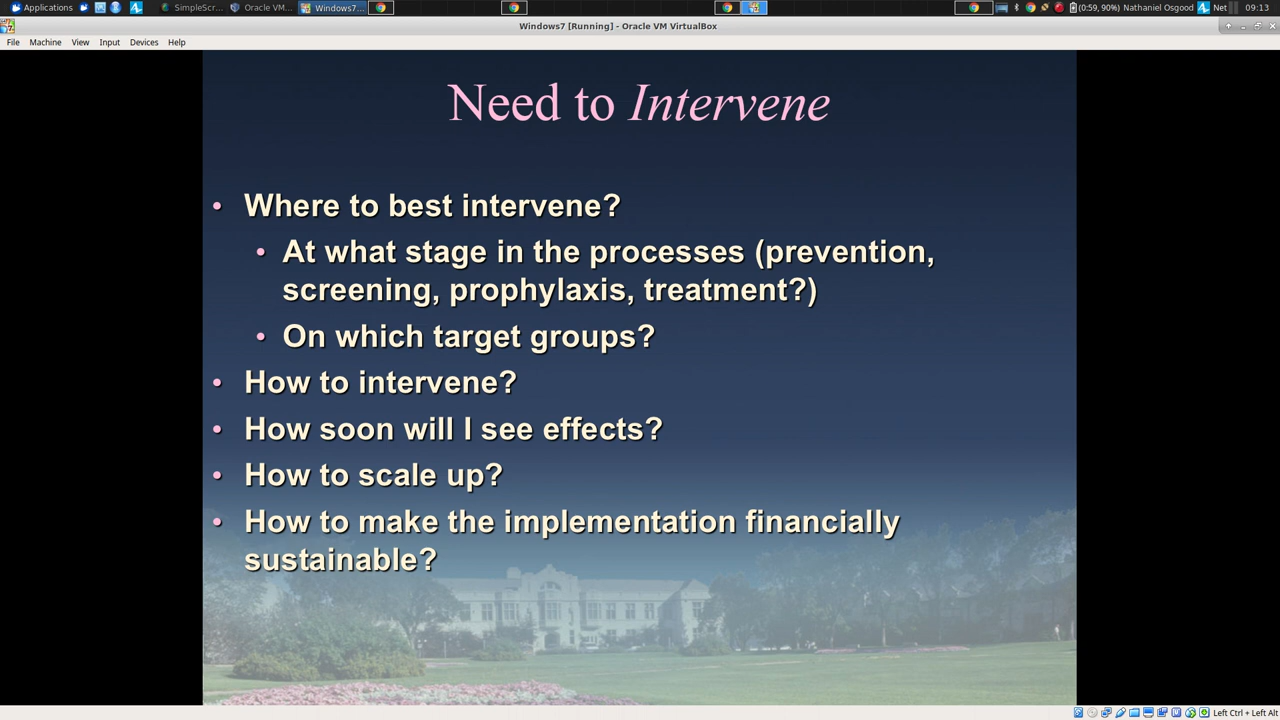 Applications
SimpleScr...
Oracle VM...
Windows7...
(0:59, 90%) Nathaniel Osgood
Net
09:13
Windows7 [Running] - Oracle VM VirtualBox
File Machine View Input Devices Help
Need to Intervene
• Where to best intervene?
• At what stage in the processes (prevention,
screening, prophylaxis, treatment?)
• On which target groups?
• How to intervene?
• How soon will I see effects?
• How to scale up?
• How to make the implementation financially
sustainable?
Left Ctrl + Left Alt